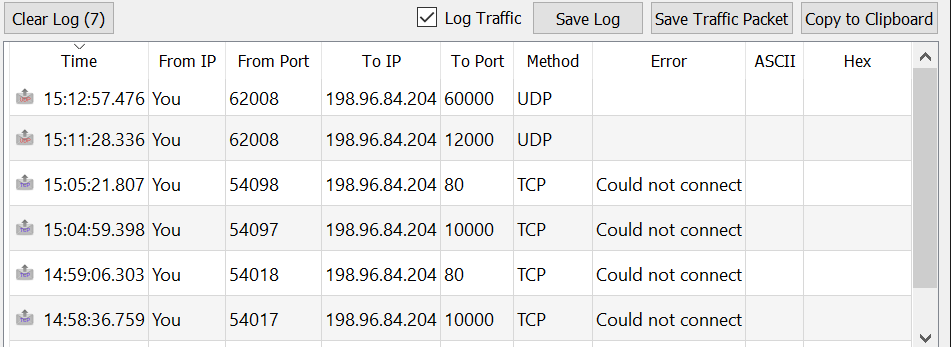 Clear Log (7) Log Traffic Save Log Save Traffic Packet Copy to Clipboard
Time From IP From Port To IP To Port Method Error ASCII Hex
15:12:57.476 You 62008 198.96.84.204 60000 UDP
15:11:28.336 You 62008 198.96.84.204 12000 UDP
15:05:21.807 You 54098 198.96.84.204 80 TCP Could not connect
15:04:59.398 You 54097 198.96.84.204 10000 TCP Could not connect
14:59:06.303 You 54018 198.96.84.204 80 TCP Could not connect
14:58:36.759 You 54017 198.96.84.204 10000 TCP Could not connect